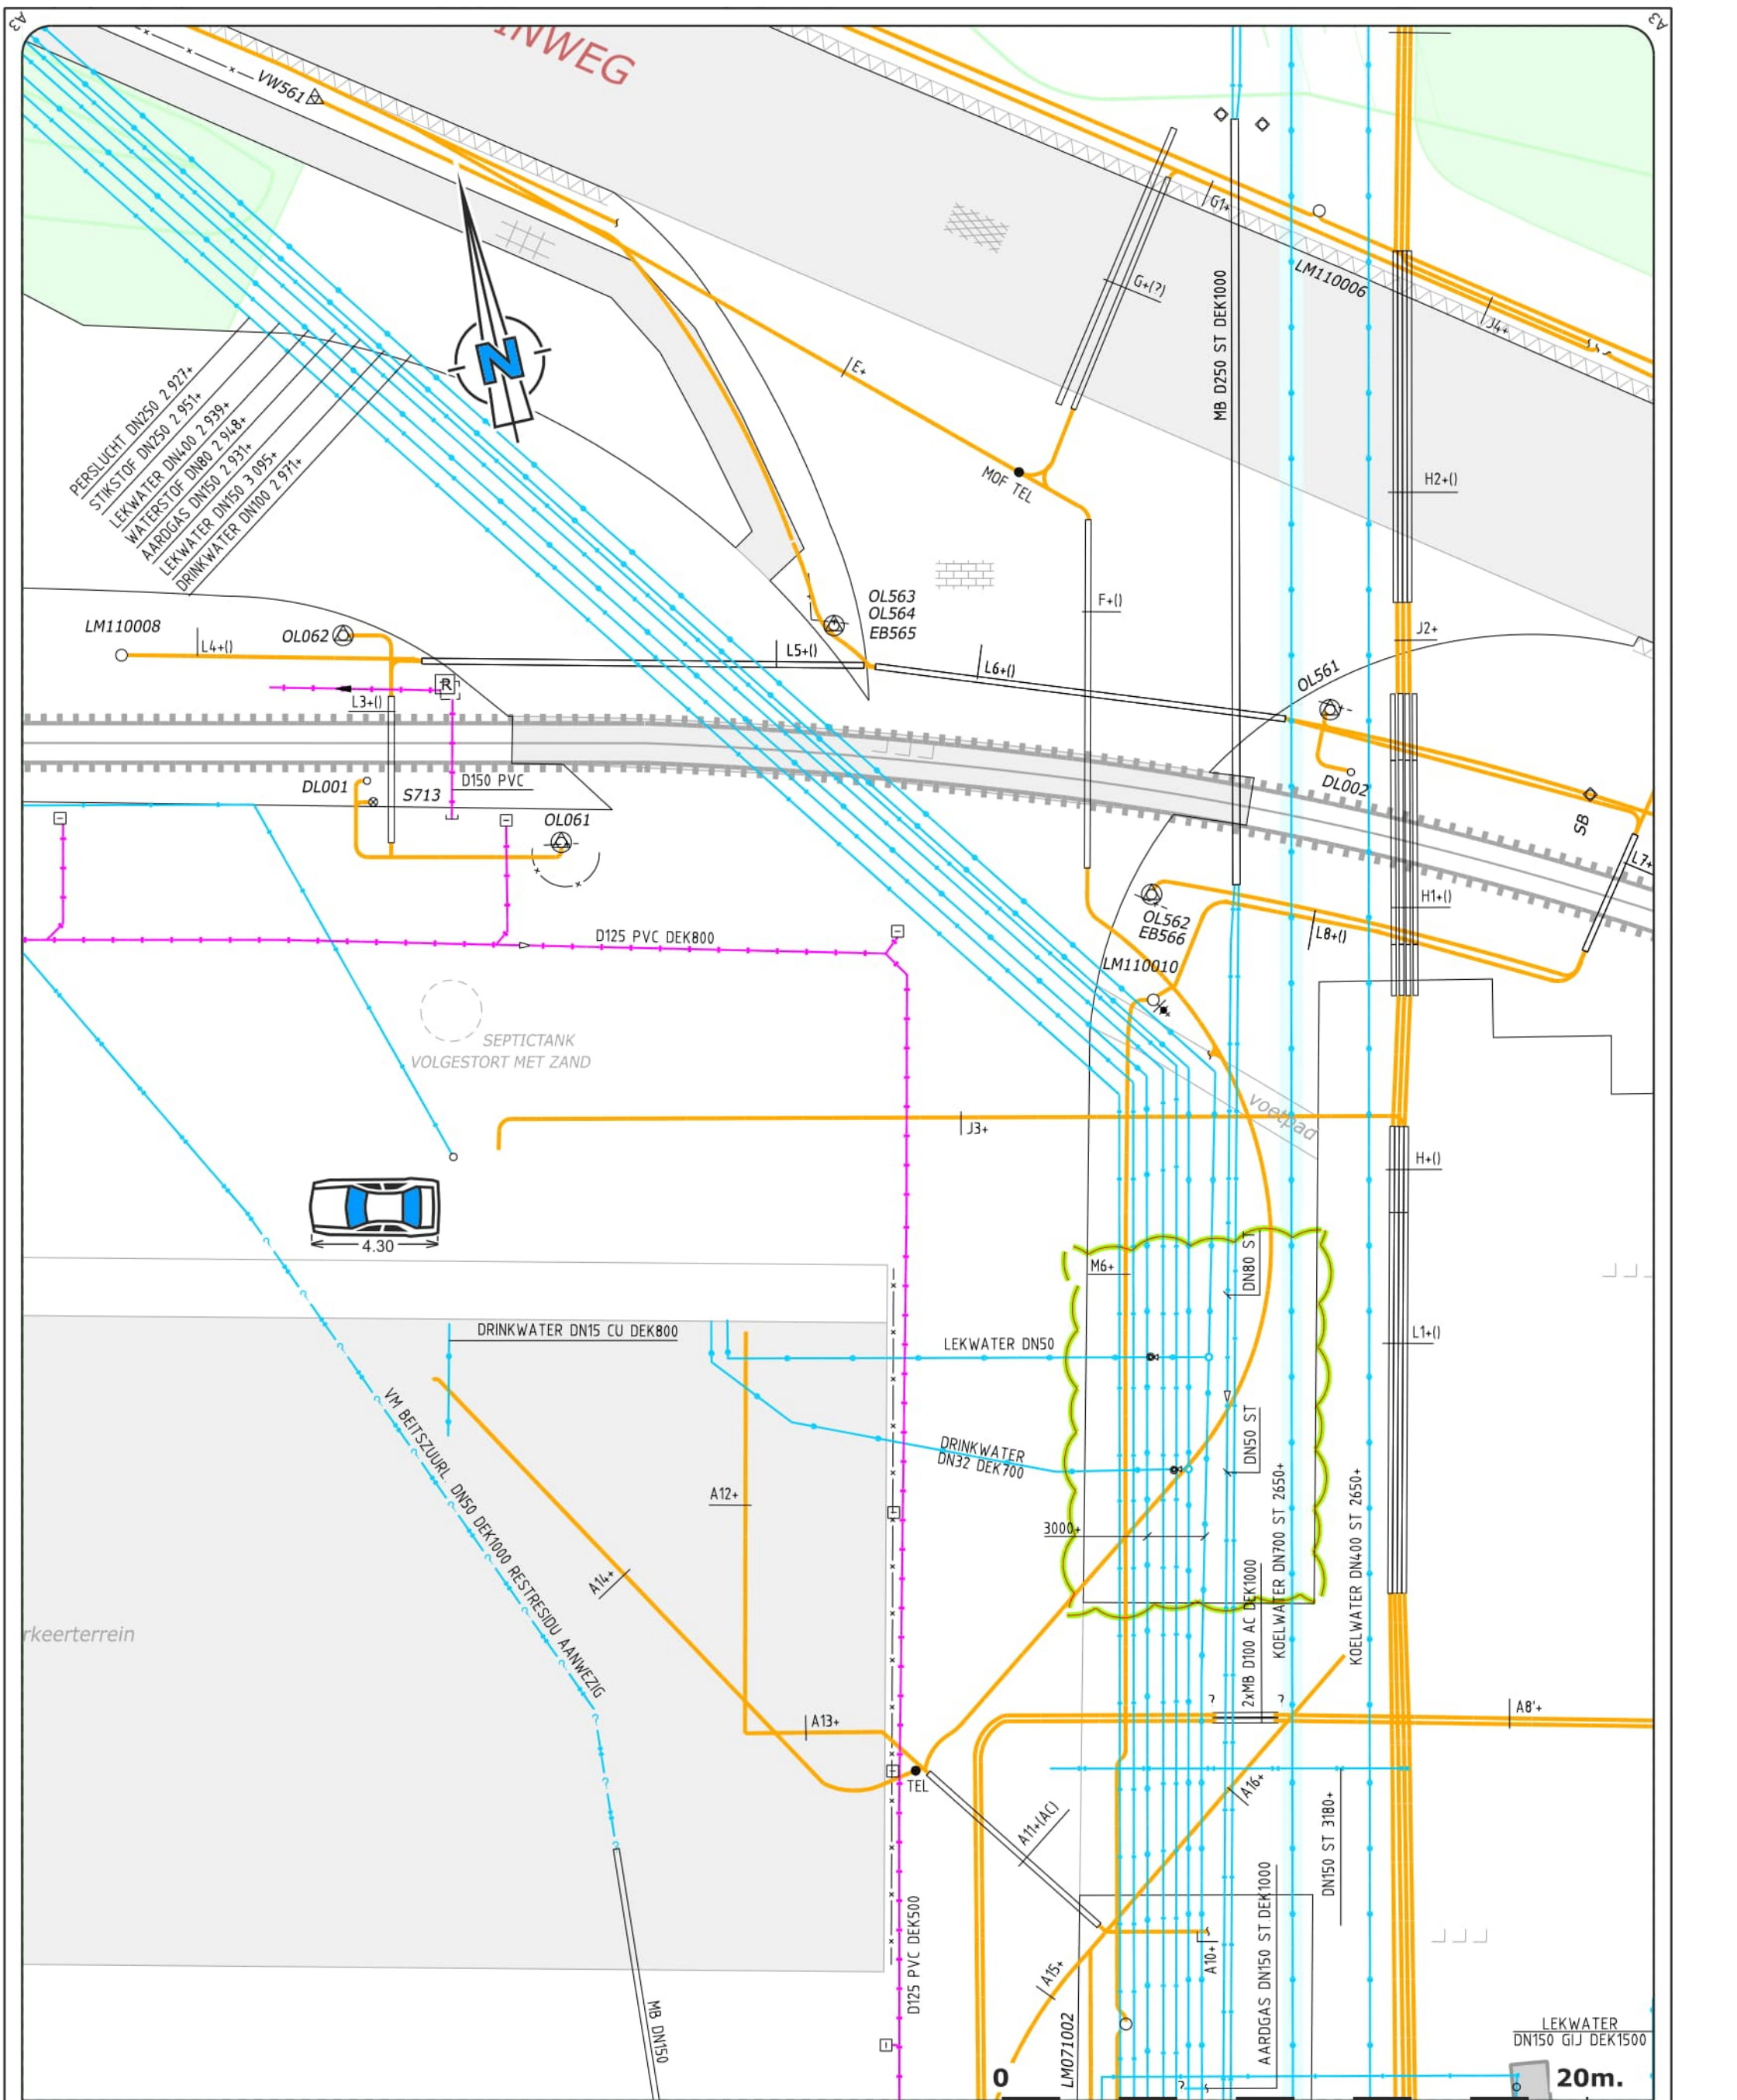 A3
A3
INWEG
VW561
G1+
LM110006
J4+
G+(?)
MB D250 ST DEK1000
N
E+
PERSLUCHT DN250 2.927+
STIKSTOF DN250 2.951+
LEKWATER DN400 2.939+
WATERSTOF DN80 2.948+
AARDGAS DN150 2.931+
LEKWATER DN150 3.095+
DRINKWATER DN100 2.971+
MOF TEL
H2+()
F+()
OL563
OL564
EB565
LM110008
L4+()
OL062
L5+()
L6+()
J2+
OL561
R
L3+()
DL001
S713
D150 PVC
OL061
DL002
SB
L7+
H1+()
OL562
EB566
L8+()
LM110010
D125 PVC DEK800
SEPTICTANK
VOLGESTORT MET ZAND
voetpad
J3+
H+()
4.30
M6+
DN80 ST
DRINKWATER DN15 CU DEK800
LEKWATER DN50
L1+()
VM BEITSZUURL. DN50 DEK1000 RESTRESIDU AANWEZIG
DRINKWATER
DN32 DEK700
DN50 ST
KOELWATER DN700 ST 2650+
KOELWATER DN400 ST 2650+
A12+
3000+
A14+
2xMB D100 AC DEK1000
rkeerterrein
A13+
? ?
A8'+
TEL
A16+
A11+(AC)
DN150 ST 3180+
D125 PVC DEK500
AARDGAS DN150 ST DEK1000
A10+
A15+
MB DN150
LM071002
LEKWATER
DN150 GIJ DEK1500
0
?
20m.